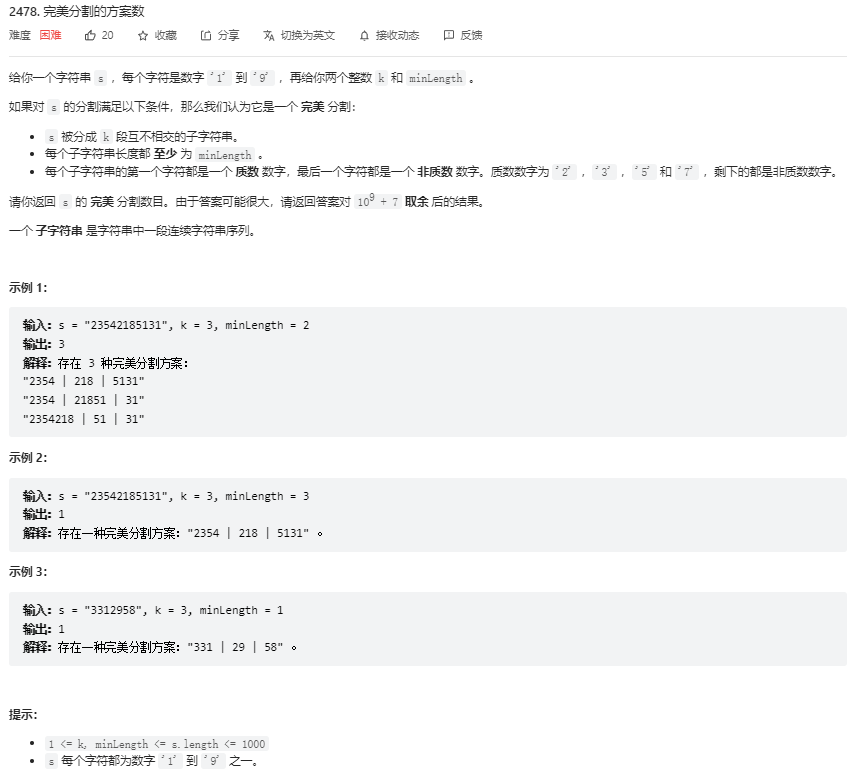 2478. 完美分割的方案数
难度 困难 20 收藏 分享 切换为英文 接收动态 反馈
给你一个字符串 s ，每个字符是数字 '1' 到 '9' ，再给你两个整数 k 和 minLength 。
如果对 s 的分割满足以下条件，那么我们认为它是一个 完美 分割：
• s 被分成 k 段互不相交的子字符串。
• 每个子字符串长度都 至少 为 minLength 。
• 每个子字符串的第一个字符都是一个 质数 数字，最后一个字符都是一个 非质数 数字。质数数字为 '2' ， '3' ， '5' 和 '7' ，剩下的都是非质数数字。
请你返回 s 的 完美 分割数目。由于答案可能很大，请返回答案对 10⁹ + 7 取余 后的结果。
一个 子字符串 是字符串中一段连续字符串序列。
示例 1：
输入：s = "23542185131", k = 3, minLength = 2
输出：3
解释：存在 3 种完美分割方案：
"2354 | 218 | 5131"
"2354 | 21851 | 31"
"2354218 | 51 | 31"
示例 2：
输入：s = "23542185131", k = 3, minLength = 3
输出：1
解释：存在一种完美分割方案："2354 | 218 | 5131" 。
示例 3：
输入：s = "3312958", k = 3, minLength = 1
输出：1
解释：存在一种完美分割方案："331 | 29 | 58" 。
提示：
• 1 <= k, minLength <= s.length <= 1000
• s 每个字符都为数字 '1' 到 '9' 之一。